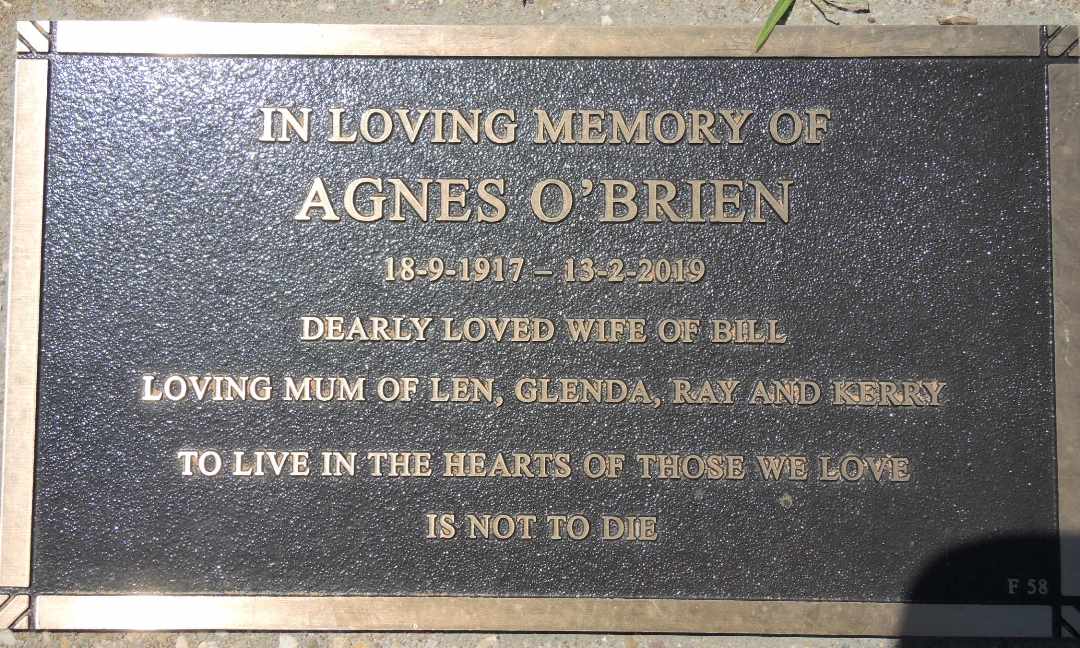 IN LOVING MEMORY OF
AGNES O'BRIEN
18-9-1917 – 13-2-2019
DEARLY LOVED WIFE OF BILL
LOVING MUM OF LEN, GLENDA, RAY AND KERRY
TO LIVE IN THE HEARTS OF THOSE WE LOVE
IS NOT TO DIE
F 58